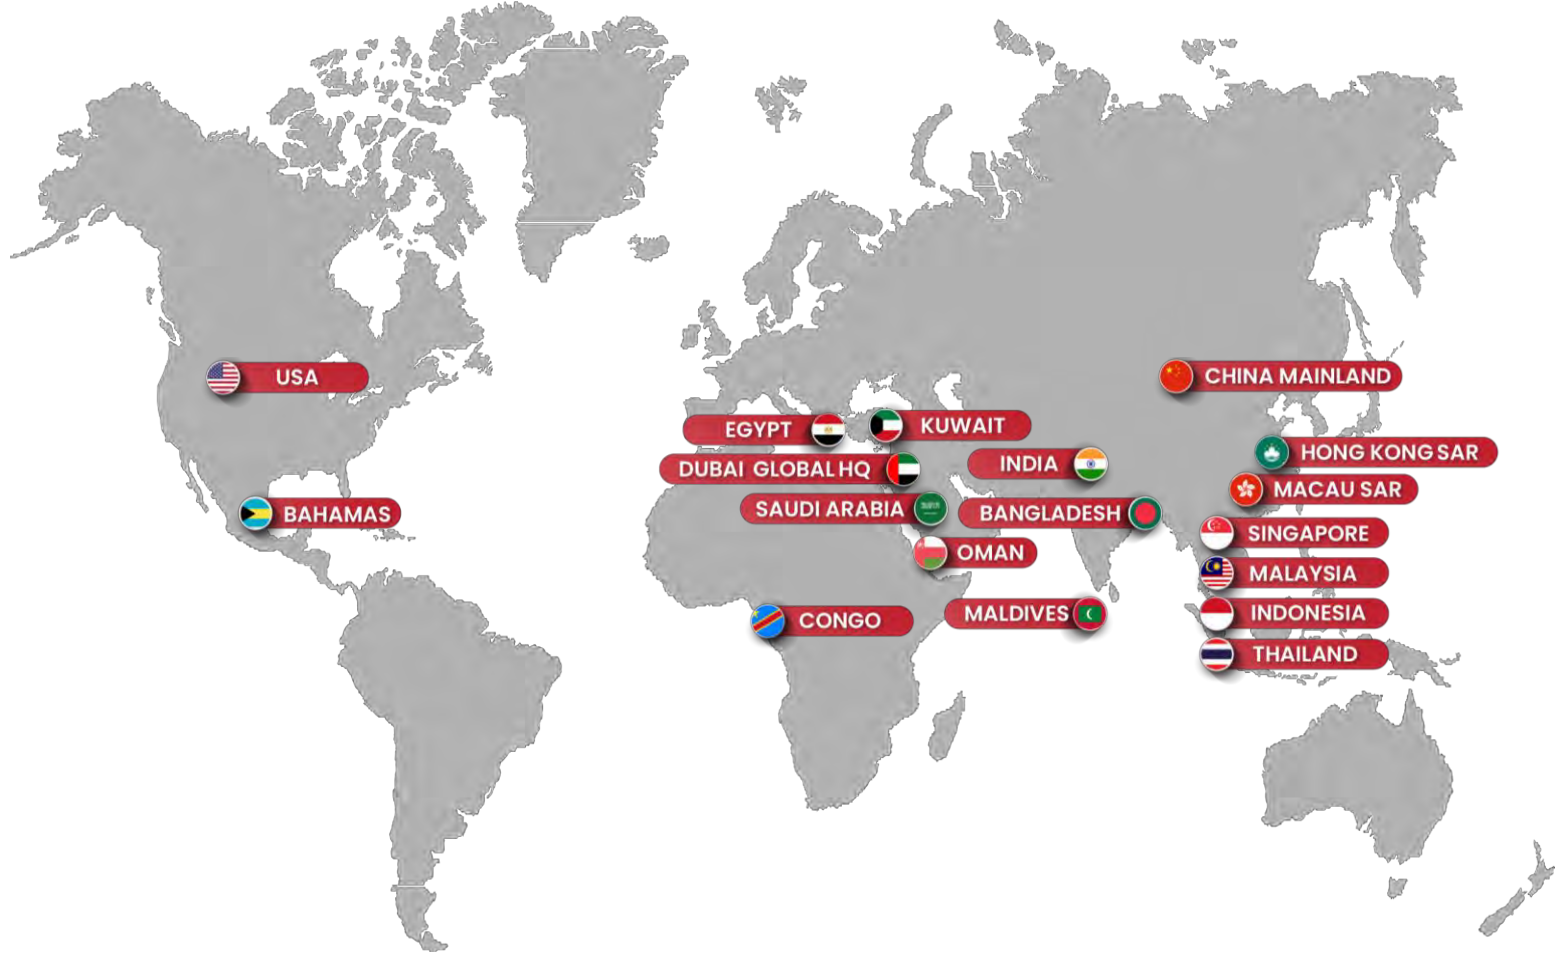 USA
CHINA MAINLAND
EGYPT
KUWAIT
HONG KONG SAR
DUBAI GLOBAL HQ
INDIA
MACAU SAR
BAHAMAS
SAUDI ARABIA
BANGLADESH
SINGAPORE
OMAN
MALAYSIA
CONGO
MALDIVES
INDONESIA
THAILAND